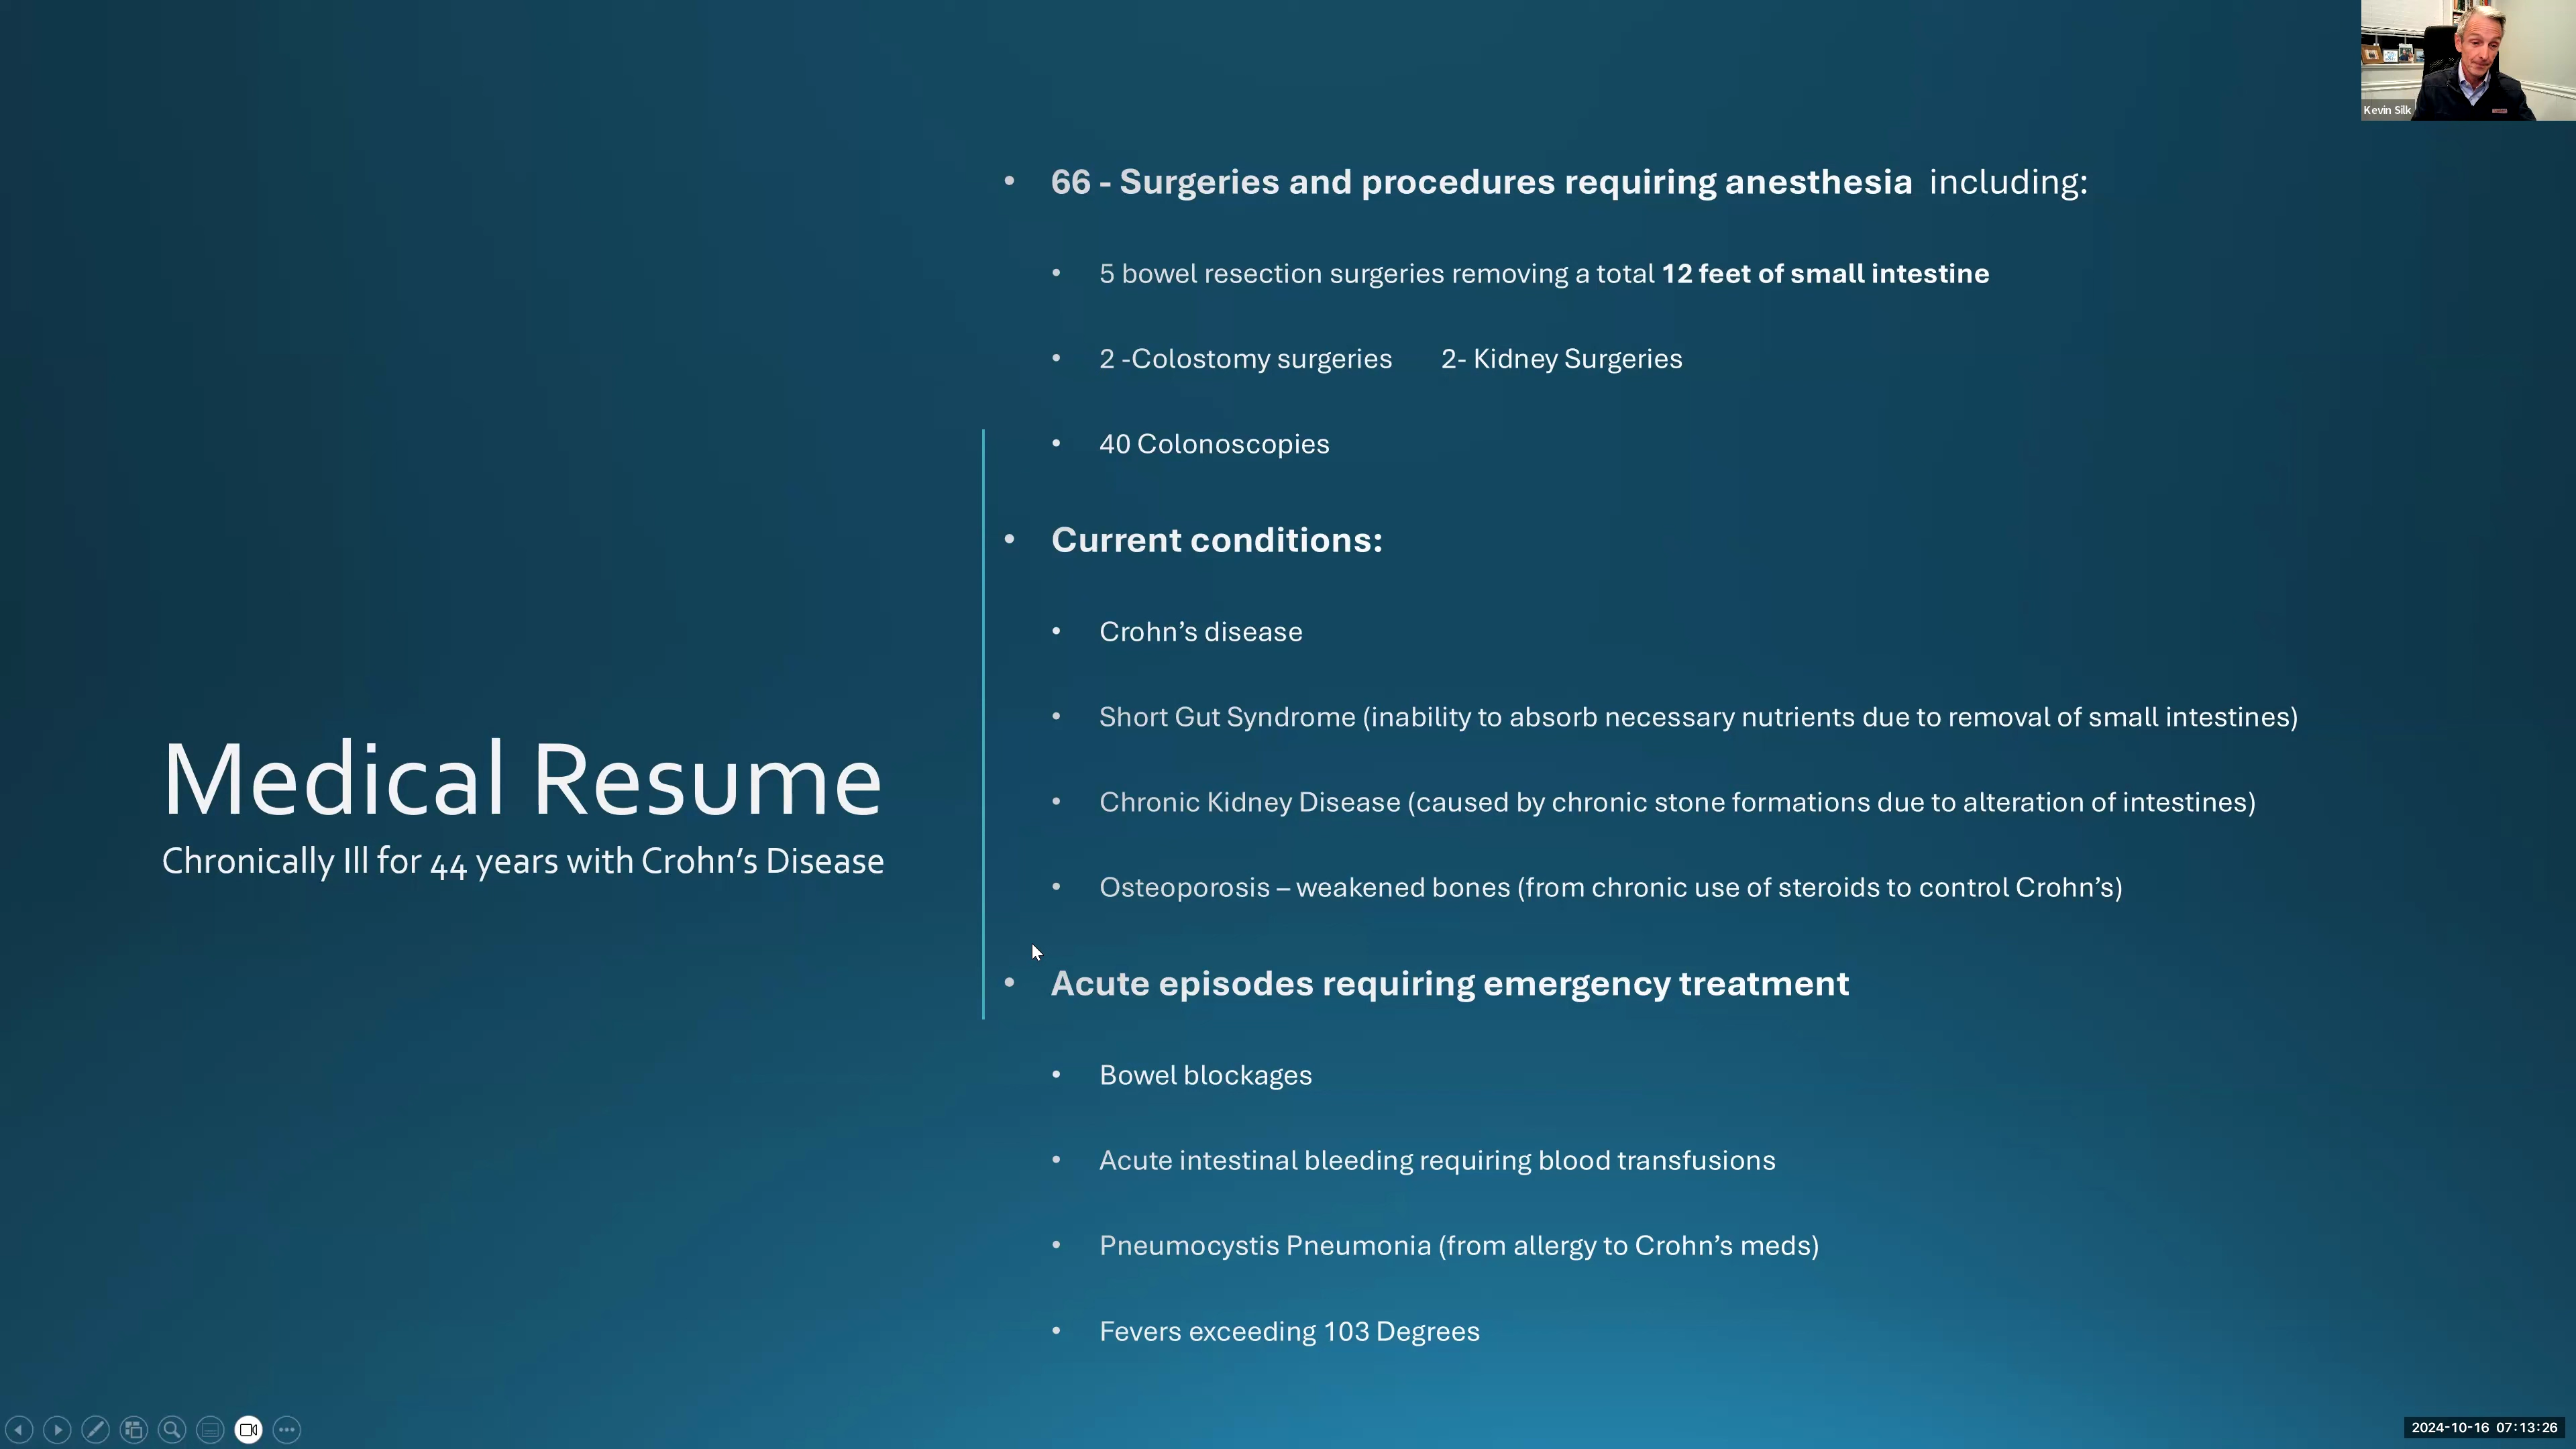 Kevin Silk
66 - Surgeries and procedures requiring anesthesia including:
5 bowel resection surgeries removing a total 12 feet of small intestine
2 -Colostomy surgeries 2- Kidney Surgeries
40 Colonoscopies
Current conditions:
Crohn’s disease
Short Gut Syndrome (inability to absorb necessary nutrients due to removal of small intestines)
Chronic Kidney Disease (caused by chronic stone formations due to alteration of intestines)
Osteoporosis – weakened bones (from chronic use of steroids to control Crohn’s)
Acute episodes requiring emergency treatment
Bowel blockages
Acute intestinal bleeding requiring blood transfusions
Pneumocystis Pneumonia (from allergy to Crohn’s meds)
Fevers exceeding 103 Degrees
Medical Resume
Chronically Ill for 44 years with Crohn’s Disease
2024-10-16 07:13:26